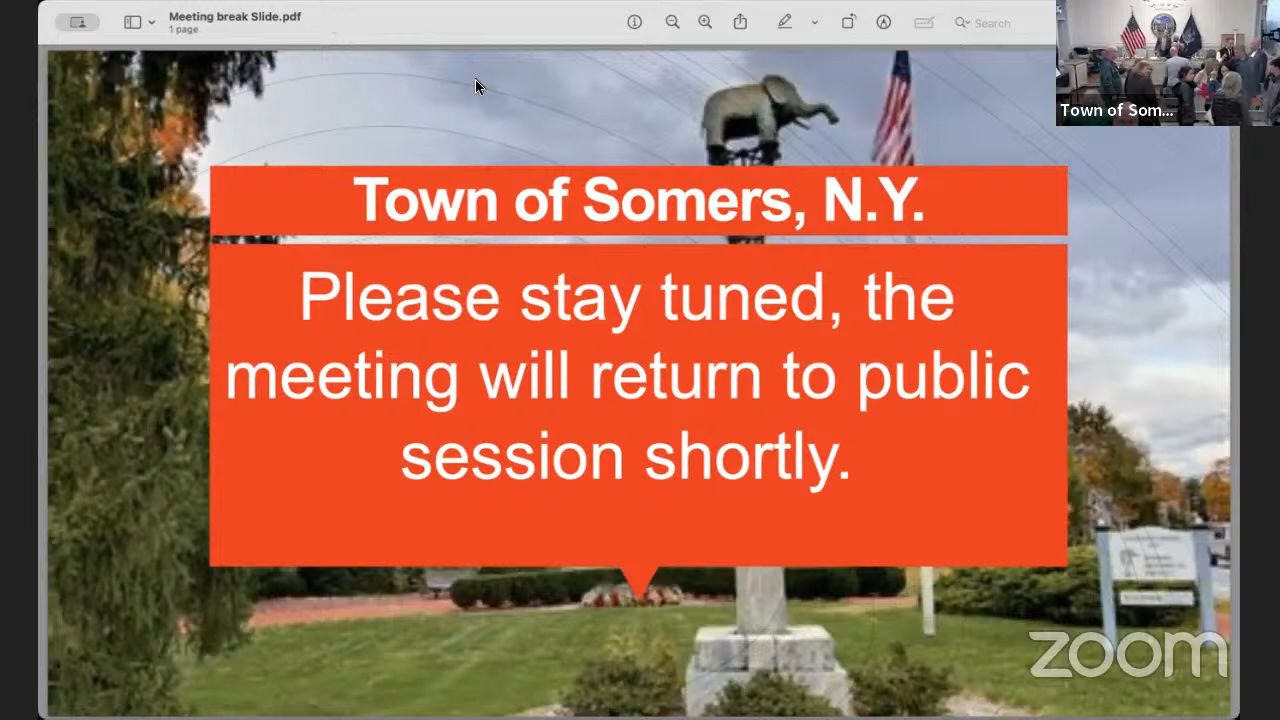 Meeting break Slide.pdf
1 page
Search
Town of Som...
Town of Somers, N.Y.
Please stay tuned, the
meeting will return to public
session shortly.
zoom